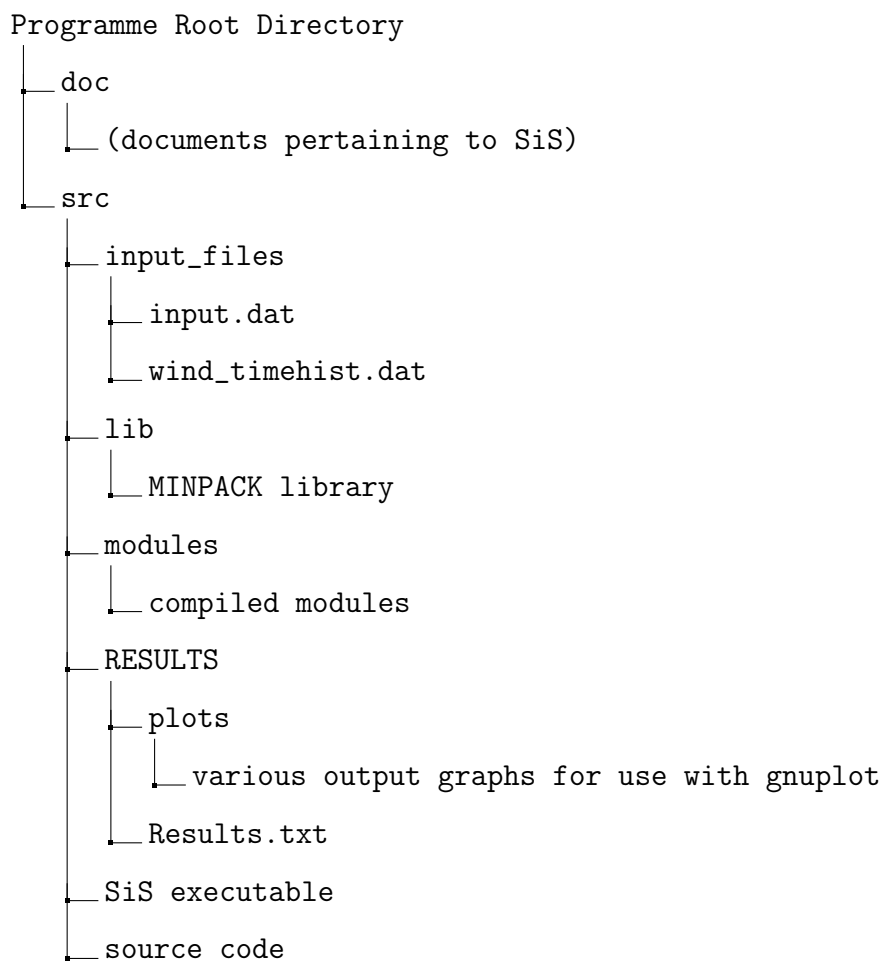 Programme Root Directory
doc
(documents pertaining to SiS)
src
input_files
input.dat
wind_timehist.dat
lib
MINPACK library
modules
compiled modules
RESULTS
plots
various output graphs for use with gnuplot
Results.txt
SiS executable
source code